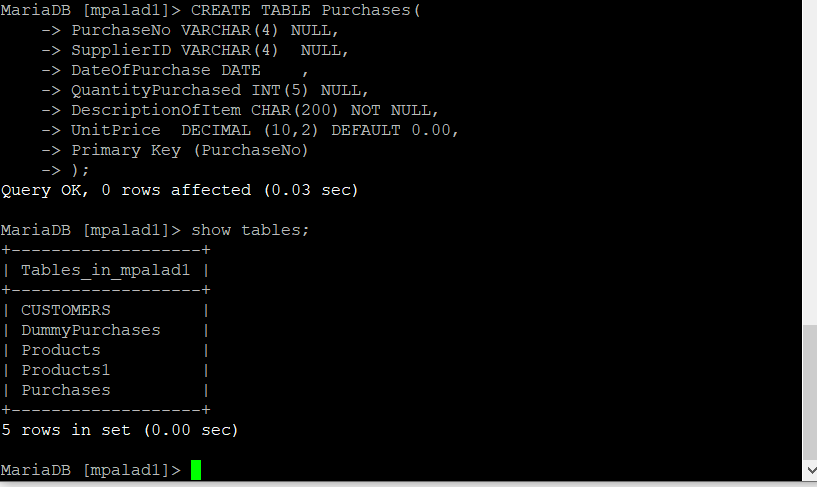 MariaDB [mpalad1]> CREATE TABLE Purchases(
    -> PurchaseNo VARCHAR(4) NULL,
    -> SupplierID VARCHAR(4)  NULL,
    -> DateOfPurchase DATE    ,
    -> QuantityPurchased INT(5) NULL,
    -> DescriptionOfItem CHAR(200) NOT NULL,
    -> UnitPrice  DECIMAL (10,2) DEFAULT 0.00,
    -> Primary Key (PurchaseNo)
    -> );
Query OK, 0 rows affected (0.03 sec)

MariaDB [mpalad1]> show tables;
+-------------------+
| Tables_in_mpalad1 |
+-------------------+
| CUSTOMERS         |
| DummyPurchases    |
| Products          |
| Products1         |
| Purchases         |
+-------------------+
5 rows in set (0.00 sec)

MariaDB [mpalad1]>